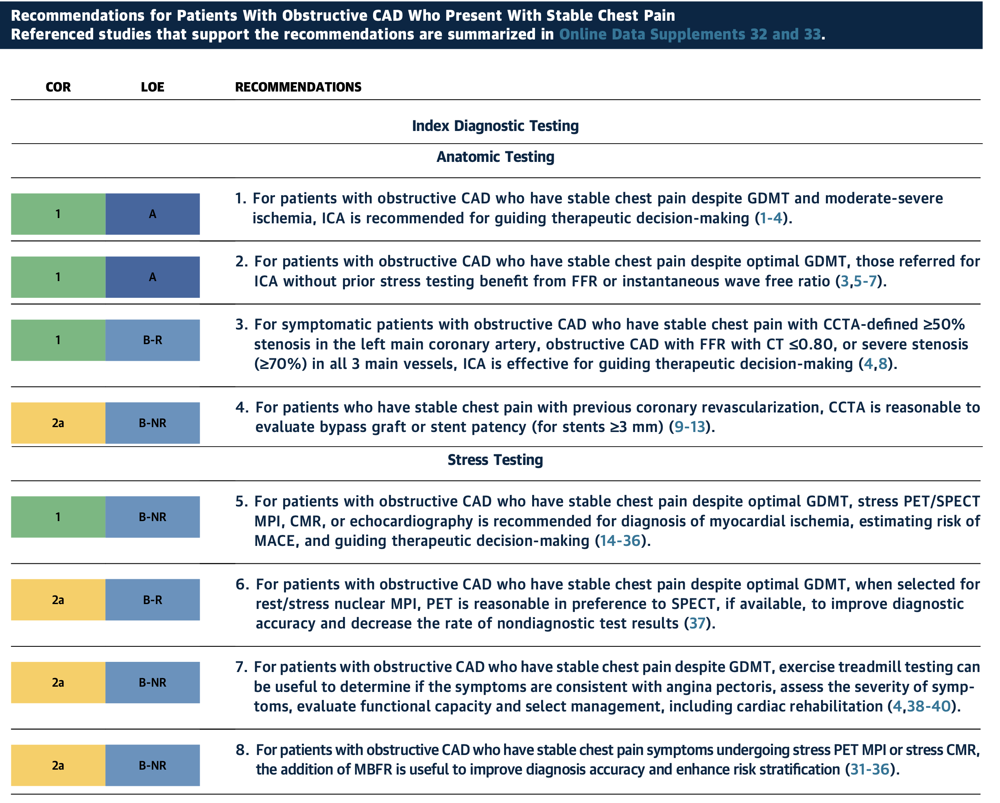 Recommendations for Patients With Obstructive CAD Who Present With Stable Chest Pain
Referenced studies that support the recommendations are summarized in Online Data Supplements 32 and 33.
COR LOE RECOMMENDATIONS
Index Diagnostic Testing
Anatomic Testing
1 A 1. For patients with obstructive CAD who have stable chest pain despite GDMT and moderate-severe
ischemia, ICA is recommended for guiding therapeutic decision-making (1-4).
1 A 2. For patients with obstructive CAD who have stable chest pain despite optimal GDMT, those referred for
ICA without prior stress testing benefit from FFR or instantaneous wave free ratio (3,5-7).
1 B-R 3. For symptomatic patients with obstructive CAD who have stable chest pain with CCTA-defined ≥50%
stenosis in the left main coronary artery, obstructive CAD with FFR with CT ≤0.80, or severe stenosis
(≥70%) in all 3 main vessels, ICA is effective for guiding therapeutic decision-making (4,8).
2a B-NR 4. For patients who have stable chest pain with previous coronary revascularization, CCTA is reasonable to
evaluate bypass graft or stent patency (for stents ≥3 mm) (9-13).
Stress Testing
1 B-NR 5. For patients with obstructive CAD who have stable chest pain despite optimal GDMT, stress PET/SPECT
MPI, CMR, or echocardiography is recommended for diagnosis of myocardial ischemia, estimating risk of
MACE, and guiding therapeutic decision-making (14-36).
2a B-R 6. For patients with obstructive CAD who have stable chest pain despite optimal GDMT, when selected for
rest/stress nuclear MPI, PET is reasonable in preference to SPECT, if available, to improve diagnostic
accuracy and decrease the rate of nondiagnostic test results (37).
2a B-NR 7. For patients with obstructive CAD who have stable chest pain despite GDMT, exercise treadmill testing can
be useful to determine if the symptoms are consistent with angina pectoris, assess the severity of symp-
toms, evaluate functional capacity and select management, including cardiac rehabilitation (4,38-40).
2a B-NR 8. For patients with obstructive CAD who have stable chest pain symptoms undergoing stress PET MPI or stress CMR,
the addition of MBFR is useful to improve diagnosis accuracy and enhance risk stratification (31-36).